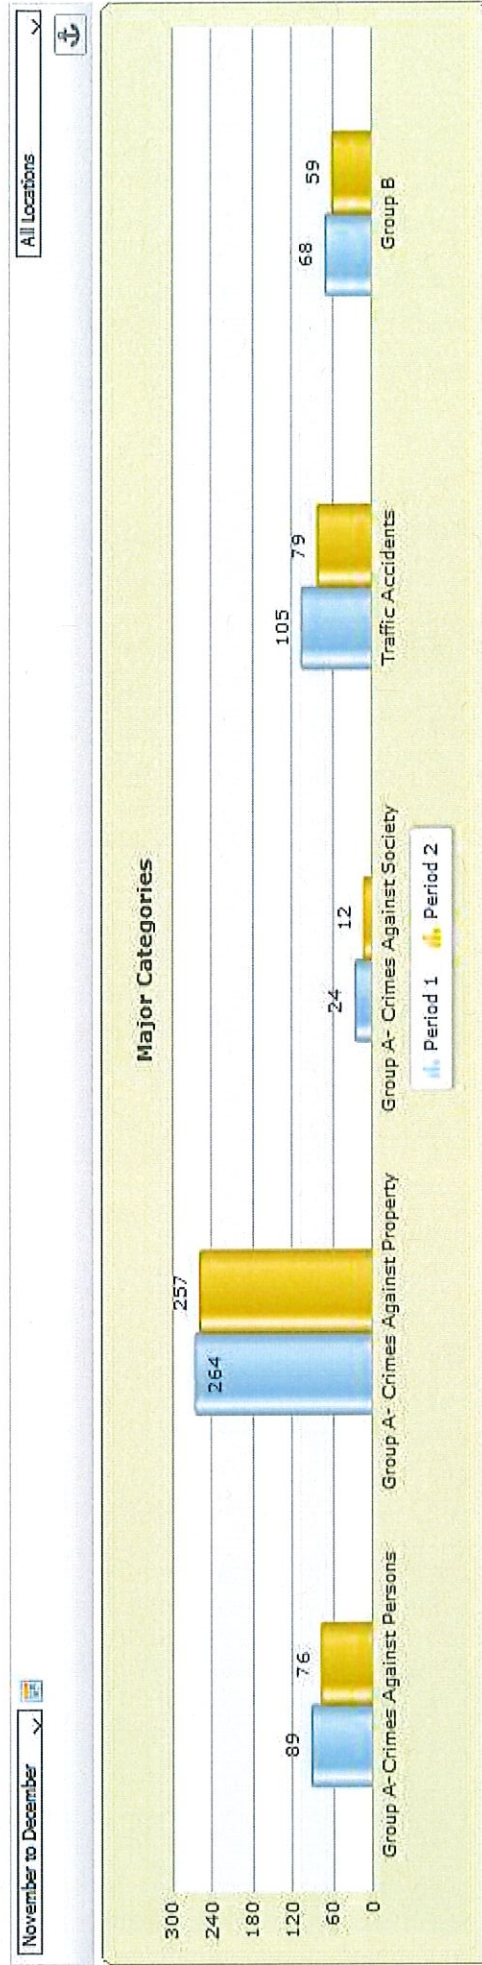 November to December
All Locations
Major Categories
300
240
180
120
60
0
89
76
264
257
24
12
105
79
68
59
Group A-Crimes Against Persons
Group A- Crimes Against Property
Group A- Crimes Against Society
Traffic Accidents
Group B
Period 1 Period 2